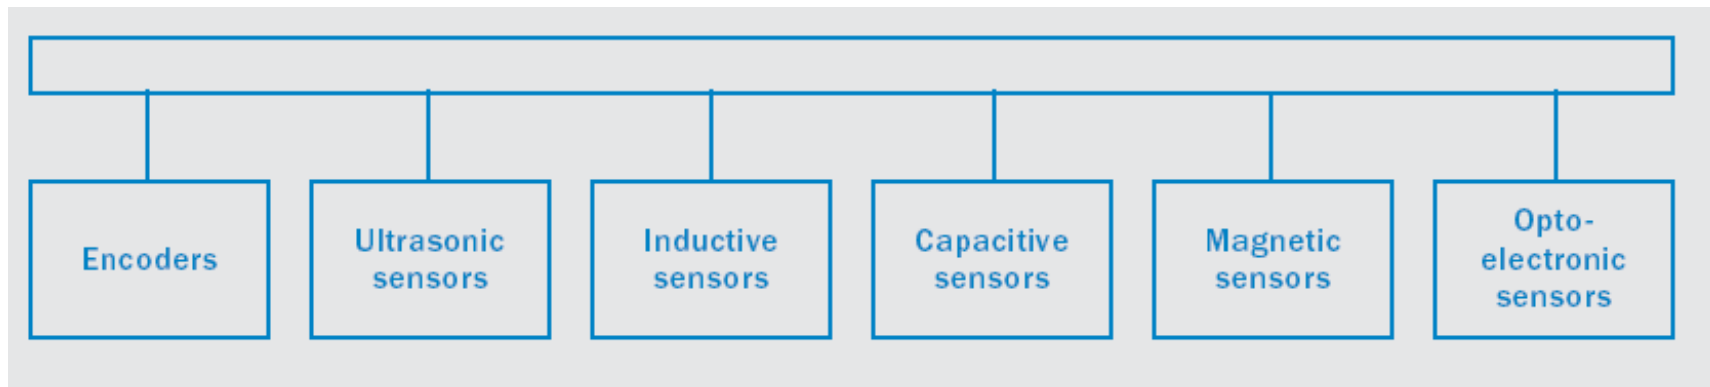 Encoders
Ultrasonic
sensors
Inductive
sensors
Capacitive
sensors
Magnetic
sensors
Opto-
electronic
sensors